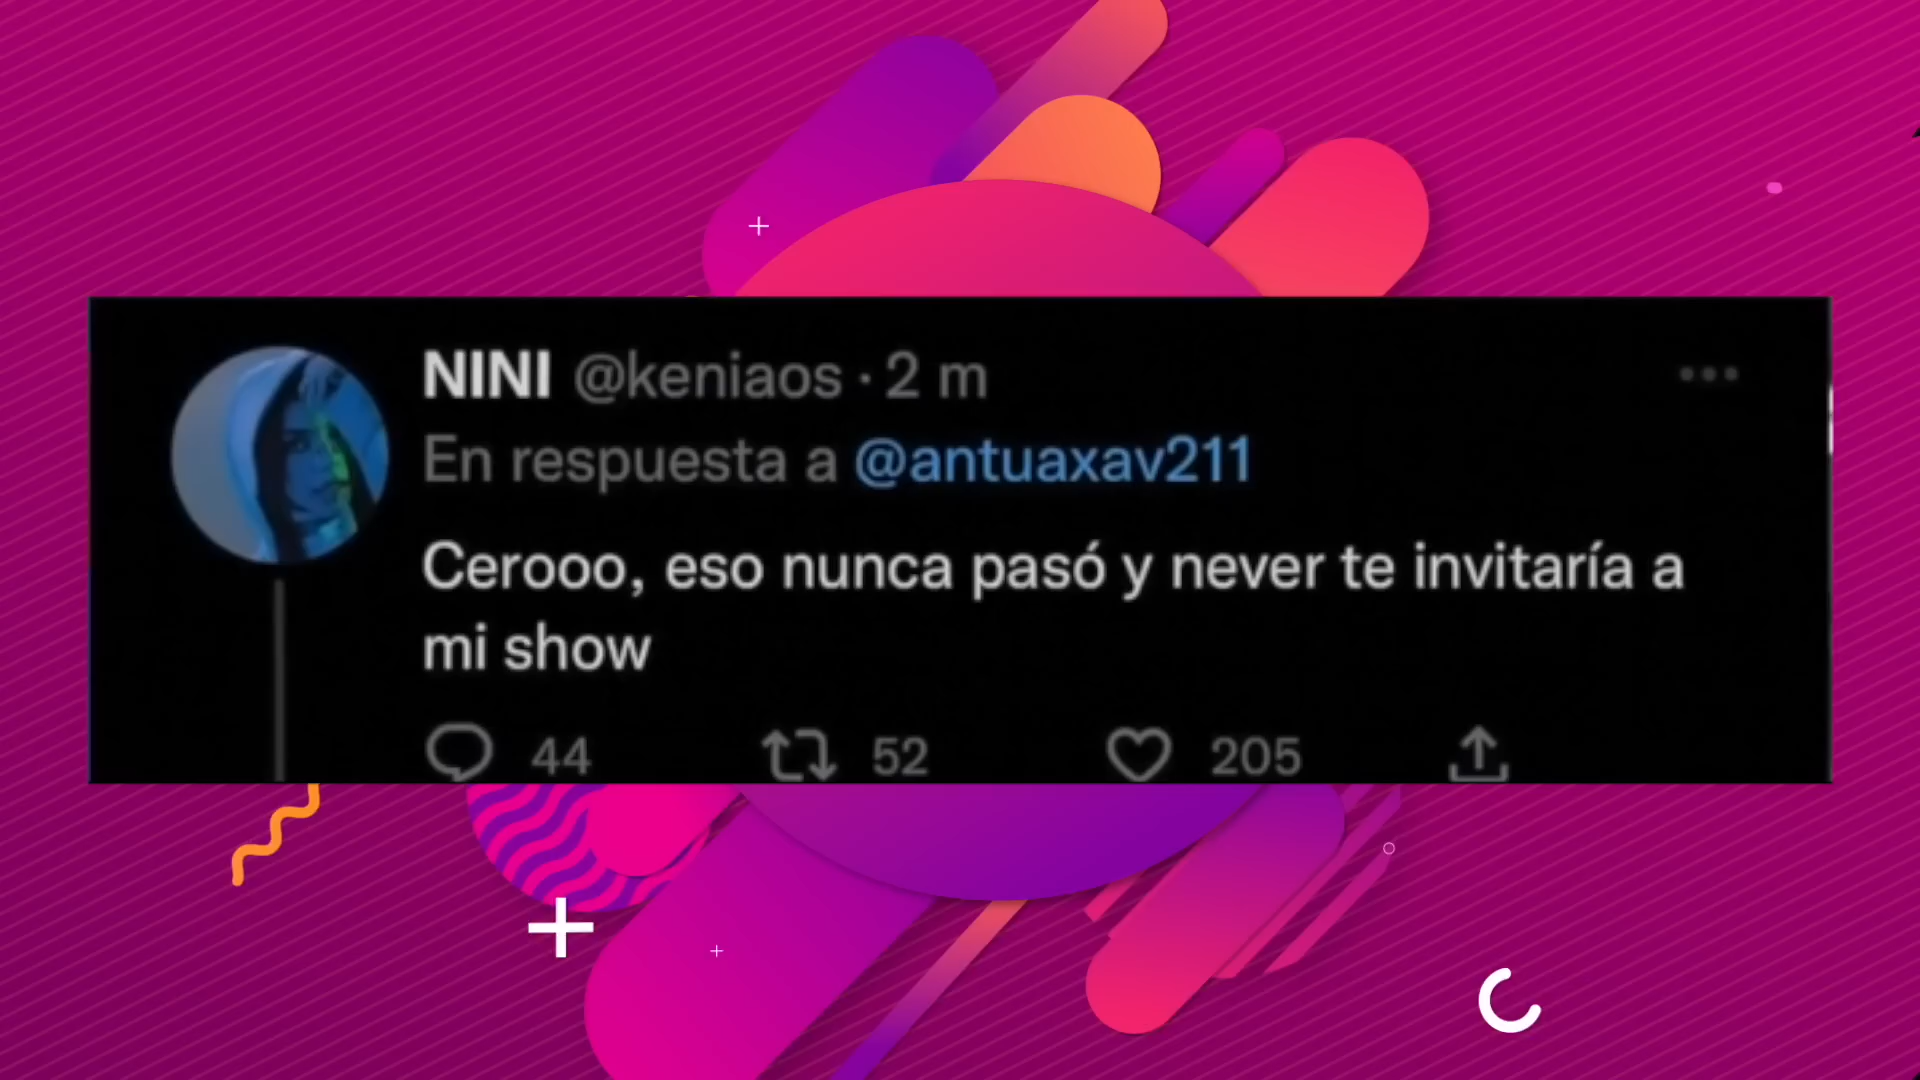 NINI @keniaos · 2 m
En respuesta a @antuaxav211
Cerooo, eso nunca pasó y never te invitaría a
mi show
44 52 205